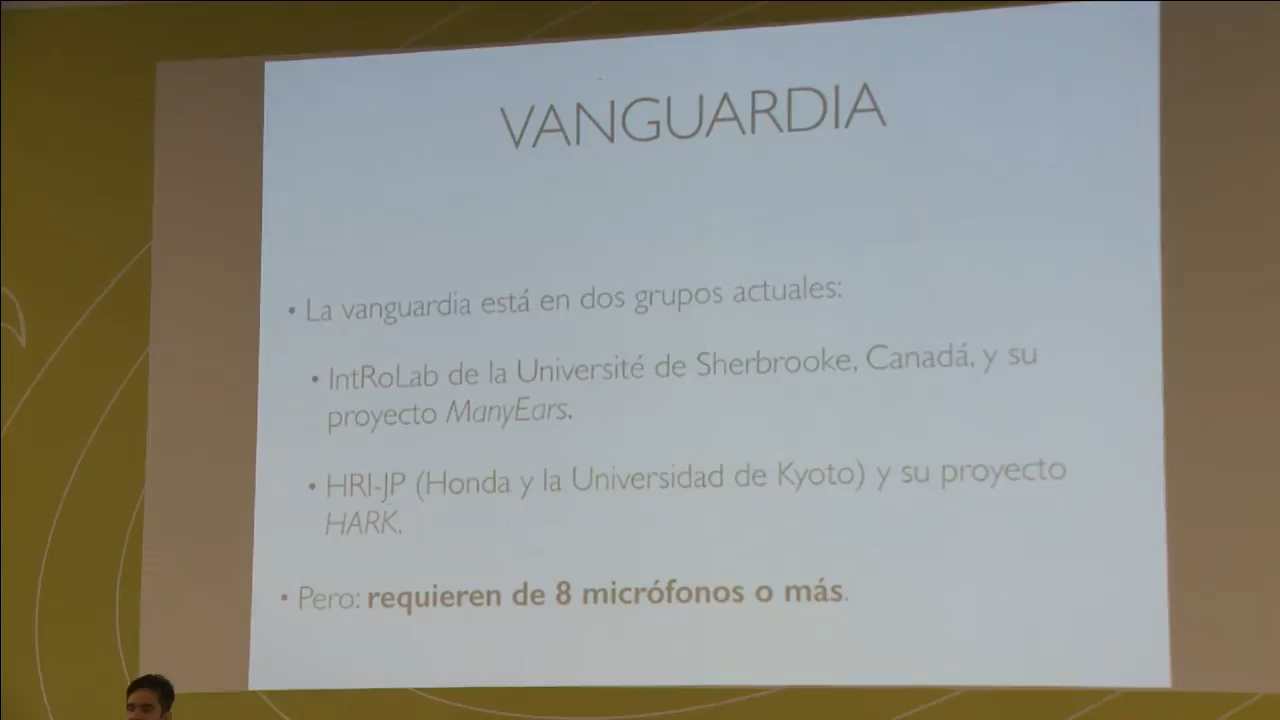 VANGUARDIA
• La vanguardia está en dos grupos actuales:
• IntRoLab de la Université de Sherbrooke, Canadá, y su
proyecto ManyEars.
• HRI-JP (Honda y la Universidad de Kyoto) y su proyecto
HARK.
• Pero: requieren de 8 micrófonos o más.